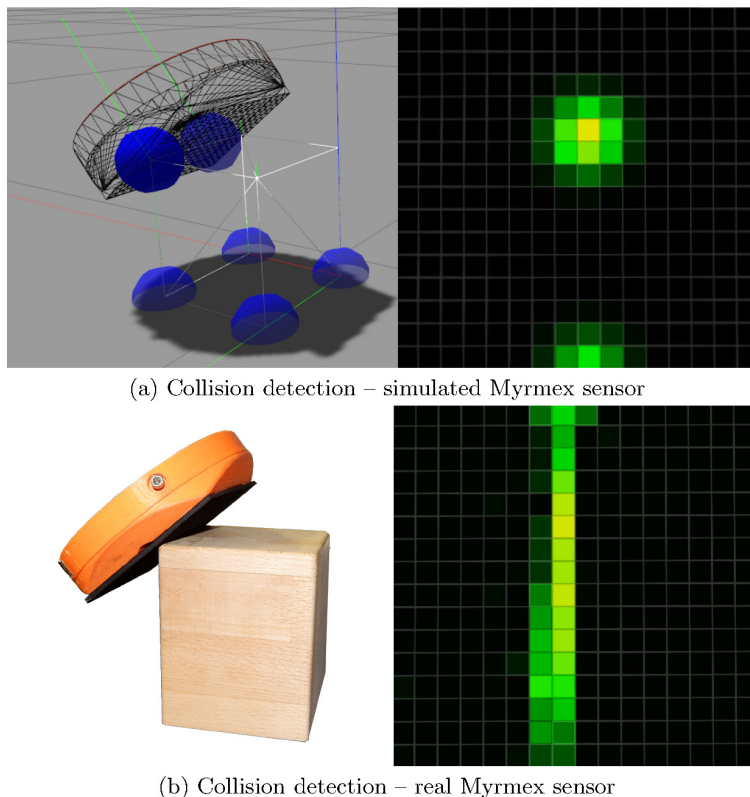 (a) Collision detection – simulated Myrmex sensor
(b) Collision detection – real Myrmex sensor